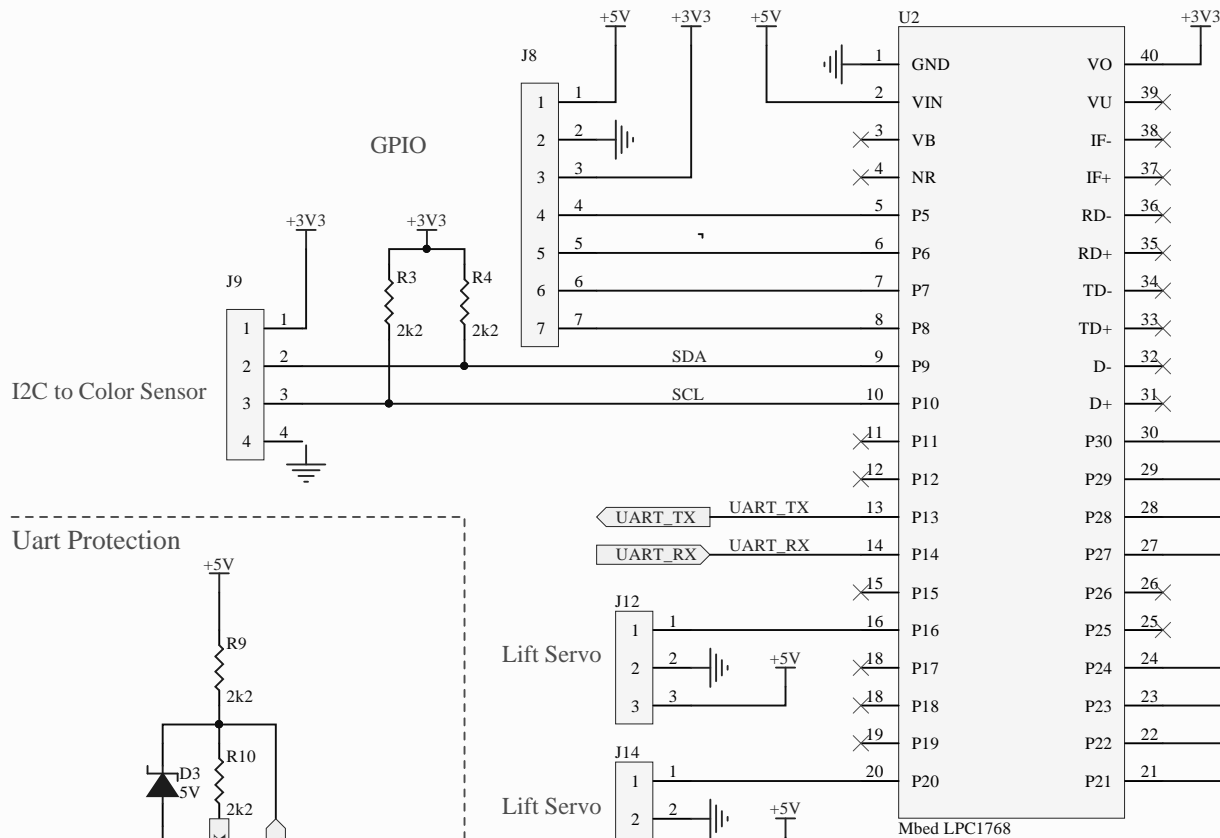 +5V +3V3 +5V U2 +3V3
J8
1 GND VO 40
1 1 2 VIN VU 39
2 2 3 VB IF- 38
GPIO
3 3 4 NR IF+ 37
4 4 5 P5 RD- 36
+3V3 +3V3
5 5 6 P6 RD+ 35
J9 R3 R4
6 6 7 P7 TD- 34
1 1 2k2 2k2 7 7 8 P8 TD+ 33
2 2 SDA 9 P9 D- 32
I2C to Color Sensor
3 3 SCL 10 P10 D+ 31
4 4 11 P11 P30 30
12 P12 P29 29
UART_TX UART_TX 13 P13 P28 28
Uart Protection
UART_RX UART_RX 14 P14 P27 27
+5V
15 P15 P26 26
J12
1 1 16 P16 P25 25
R9
Lift Servo
2 2 +5V 18 P17 P24 24
2k2
3 3 18 P18 P23 23
19 P19 P22 22
R10 J14
D3
5V
1 1 20 P20 P21 21
2k2
Lift Servo
2 2 +5V
Mbed LPC1768